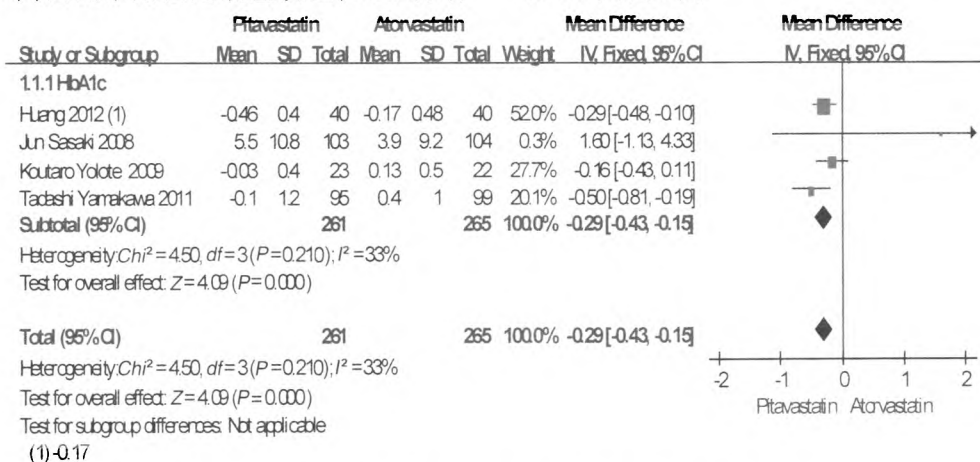 Pitavastatin Atorvastatin Mean Difference Mean Difference
Study or Subgroup Mean SD Total Mean SD Total Weight IV, Fixed, 95%CI IV, Fixed, 95%CI
1.1.1 HbA1c
Huang 2012 (1) -0.46 0.4 40 -0.17 0.48 40 52.0% -0.29[-0.48, -0.10]
Jun Sasaki 2008 5.5 10.8 103 3.9 9.2 104 0.3% 1.60[-1.13, 4.33]
Koutaro Yolote 2009 -0.03 0.4 23 0.13 0.5 22 27.7% -0.16[-0.43, 0.11]
Tadashi Yamakawa 2011 -0.1 1.2 95 0.4 1 99 20.1% -0.50[-0.81, -0.19]
Subtotal (95%CI) 261 265 100.0% -0.29[-0.43, -0.15]
Heterogeneity:Chi² = 4.50, df = 3 (P = 0.210); I² = 33%
Test for overall effect: Z = 4.09 (P = 0.000)
Total (95%CI) 261 265 100.0% -0.29[-0.43, -0.15]
Heterogeneity:Chi² = 4.50, df = 3 (P = 0.210); I² = 33%
Test for overall effect: Z = 4.09 (P = 0.000)
Test for subgroup differences: Not applicable
(1) -0.17
-2 -1 0 1 2
Pitavastatin Atorvastatin